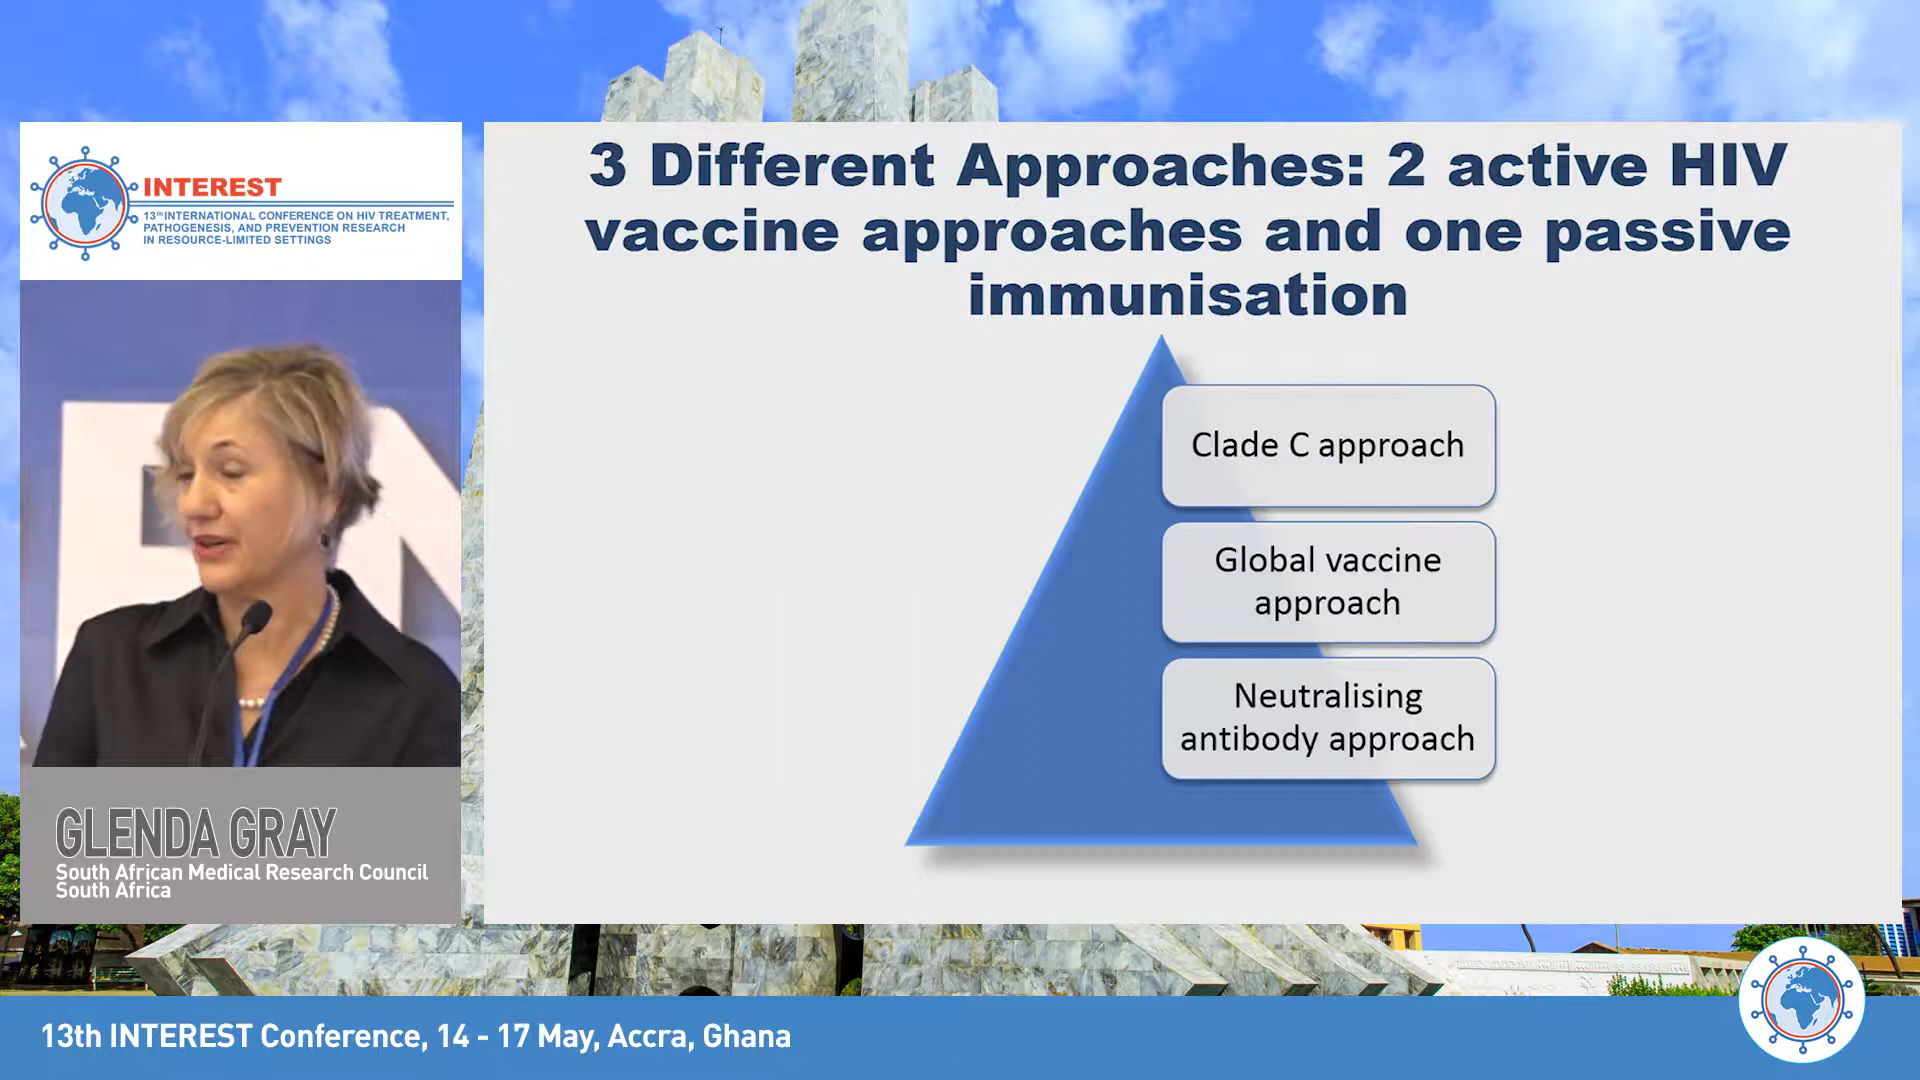 INTEREST
13th INTERNATIONAL CONFERENCE ON HIV TREATMENT,
PATHOGENESIS, AND PREVENTION RESEARCH
IN RESOURCE-LIMITED SETTINGS
GLENDA GRAY
South African Medical Research Council
South Africa
3 Different Approaches: 2 active HIV
vaccine approaches and one passive
immunisation
Clade C approach
Global vaccine
approach
Neutralising
antibody approach
13th INTEREST Conference, 14 - 17 May, Accra, Ghana